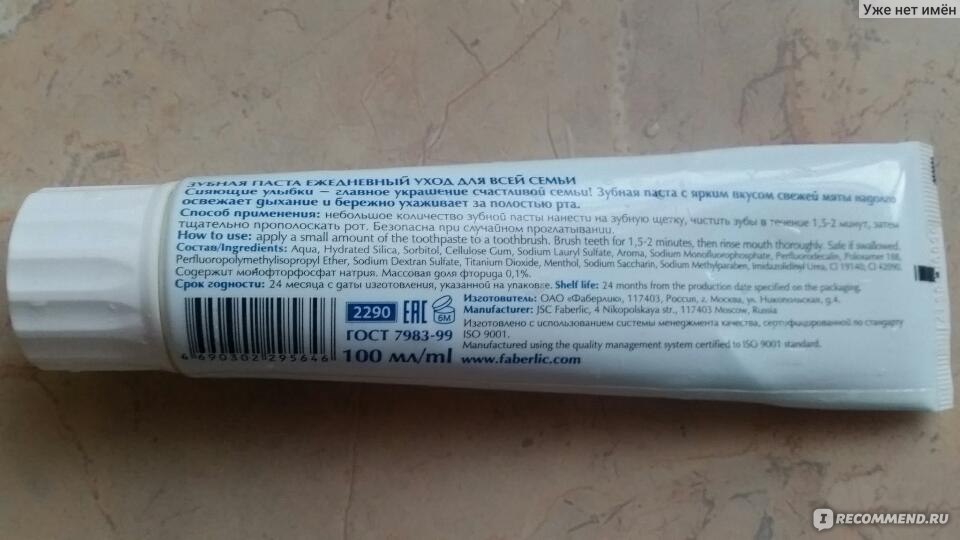 Уже нет имён
ЗУБНАЯ ПАСТА ЕЖЕДНЕВНЫЙ УХОД ДЛЯ ВСЕЙ СЕМЬИ
Сияющие улыбки – главное украшение счастливой семьи! Зубная паста с ярким вкусом свежей мяты надолго
освежает дыхание и бережно ухаживает за полостью рта.
Способ применения: небольшое количество зубной пасты нанести на зубную щетку, чистить зубы в течение 1,5-2 минут, затем
тщательно прополоскать рот. Безопасна при случайном проглатывании.
How to use: apply a small amount of the toothpaste to a toothbrush. Brush teeth for 1,5-2 minutes, then rinse mouth thoroughly. Safe if swallowed.
Состав/Ingredients: Aqua, Hydrated Silica, Sorbitol, Cellulose Gum, Sodium Lauryl Sulfate, Aroma, Sodium Monofluorophosphate, Perfluorodecalin, Poloxamer 188,
Perfluoropolymethylisopropyl Ether, Sodium Dextran Sulfate, Titanium Dioxide, Menthol, Sodium Saccharin, Sodium Methylparaben, Imidazolidinyl Urea, CI 19140, CI 42090.
Содержит монофторфосфат натрия. Массовая доля фторида 0,1%.
Срок годности: 24 месяца с даты изготовления, указанной на упаковке. Shelf life: 24 months from the production date specified on the packaging.
2290 EAC 6M
ГОСТ 7983-99
100 мл/ml
4 690302 295646
Изготовитель: ОАО «Фаберлик», 117403, Россия, г. Москва, ул. Никопольская, д.4.
Manufacturer: JSC Faberlic, 4 Nikopolskaya str., 117403 Moscow, Russia
Изготовлено с использованием системы менеджмента качества, сертифицированной по стандарту
ISO 9001.
Manufactured using the quality management system certified to ISO 9001 standard.
www.faberlic.com
IRECOMMEND.RU